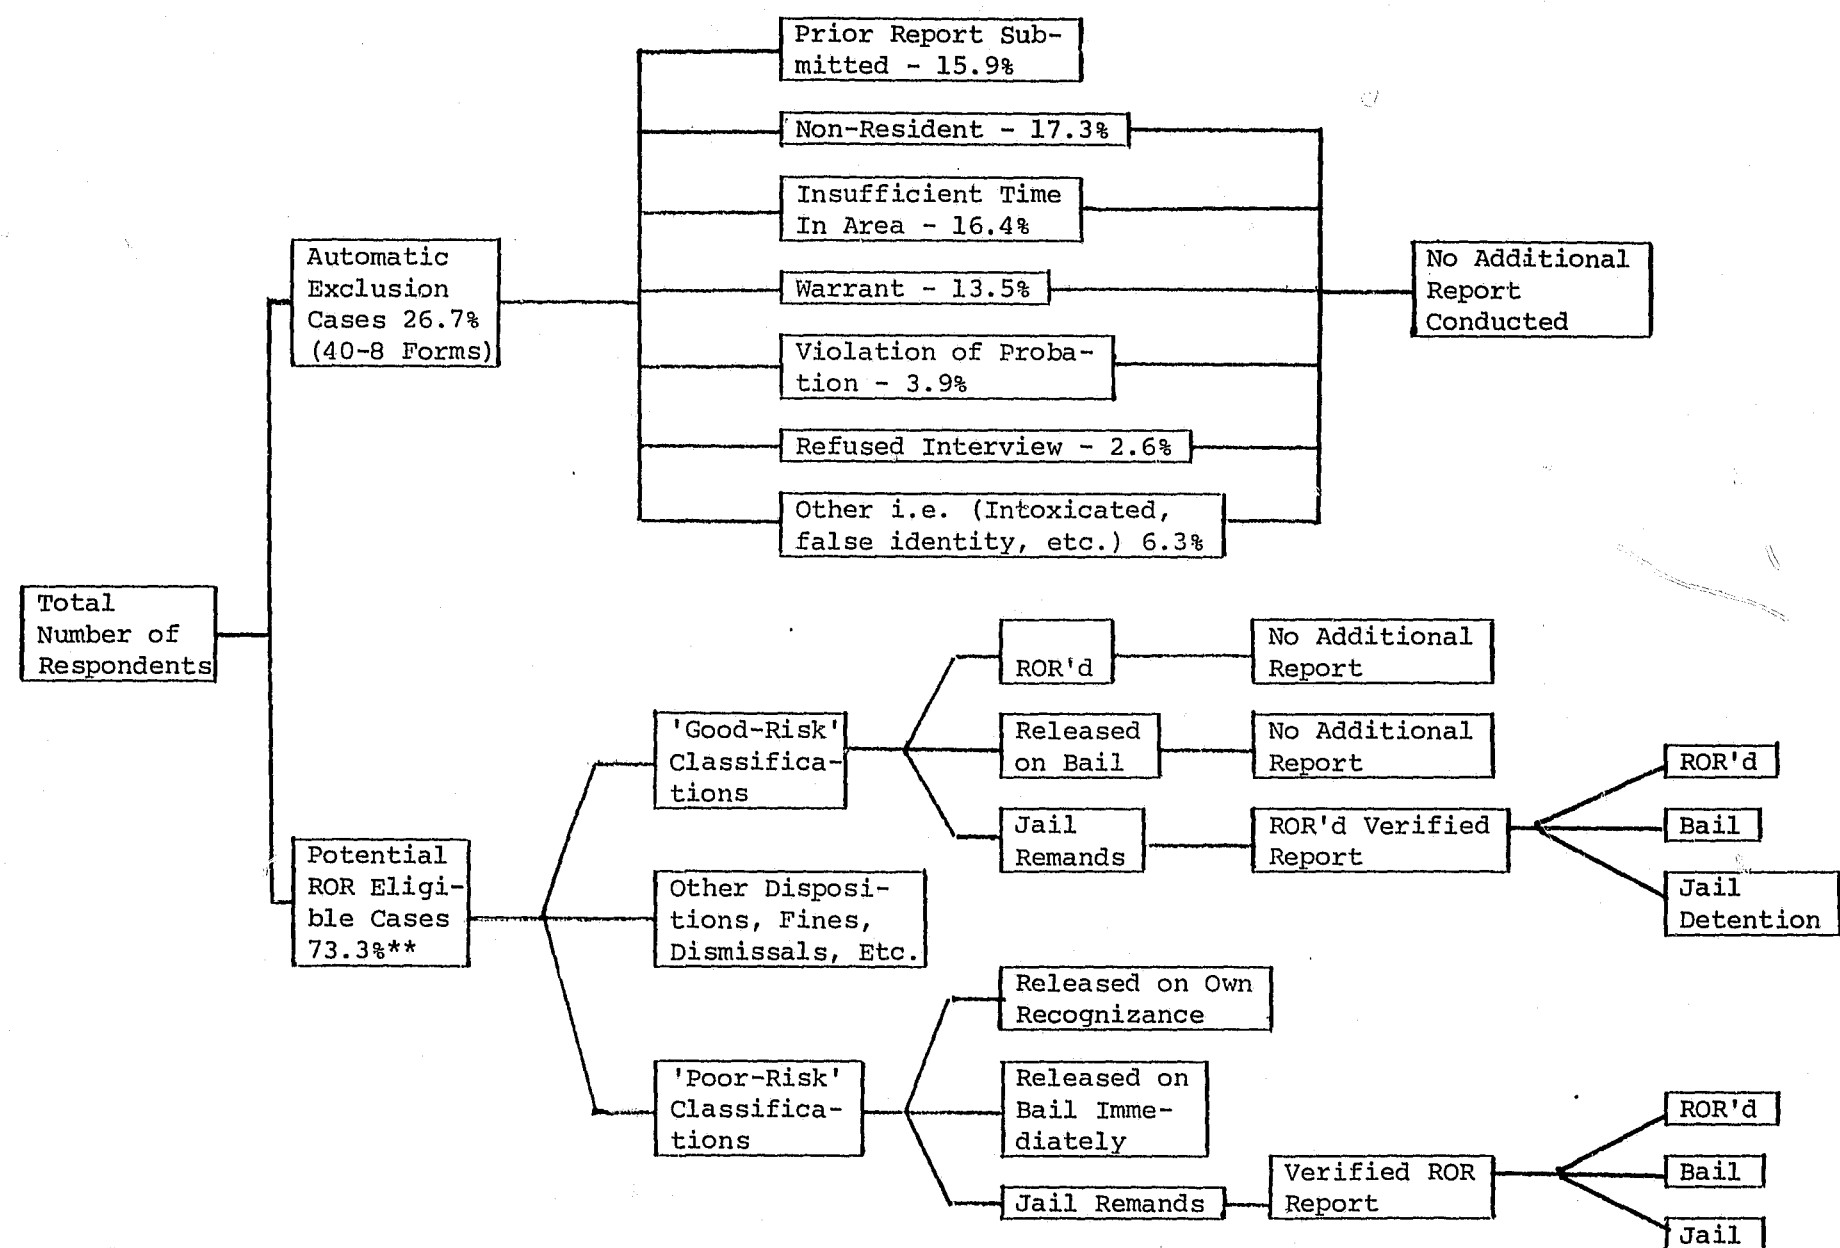 Prior Report Sub-
mitted - 15.9%
Non-Resident - 17.3%
Insufficient Time
In Area - 16.4%
Warrant - 13.5%
Violation of Proba-
tion - 3.9%
Refused Interview - 2.6%
Other i.e. (Intoxicated,
false identity, etc.) 6.3%
Automatic
Exclusion
Cases 26.7%
(40-8 Forms)
No Additional
Report
Conducted
Total
Number of
Respondents
Potential
ROR Eligi-
ble Cases
73.3%**
'Good-Risk'
Classifica-
tions
ROR'd
No Additional
Report
Released
on Bail
No Additional
Report
Jail
Remands
ROR'd Verified
Report
ROR'd
Bail
Jail
Detention
Other Disposi-
tions, Fines,
Dismissals, Etc.
'Poor-Risk'
Classifica-
tions
Released on Own
Recognizance
Released on
Bail Imme-
diately
Jail Remands
Verified ROR
Report
ROR'd
Bail
Jail